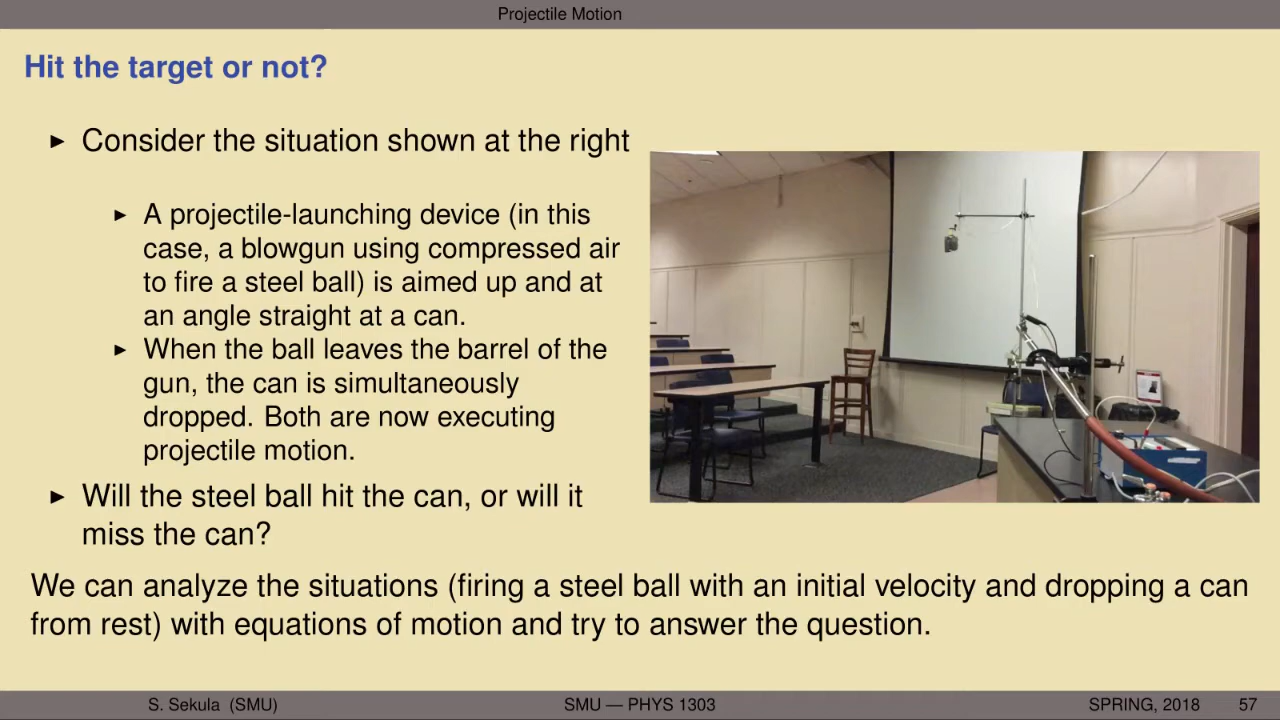 Projectile Motion
Hit the target or not?
► Consider the situation shown at the right
► A projectile-launching device (in this
case, a blowgun using compressed air
to fire a steel ball) is aimed up and at
an angle straight at a can.
► When the ball leaves the barrel of the
gun, the can is simultaneously
dropped. Both are now executing
projectile motion.
► Will the steel ball hit the can, or will it
miss the can?
We can analyze the situations (firing a steel ball with an initial velocity and dropping a can
from rest) with equations of motion and try to answer the question.
S. Sekula (SMU) SMU — PHYS 1303 SPRING, 2018 57